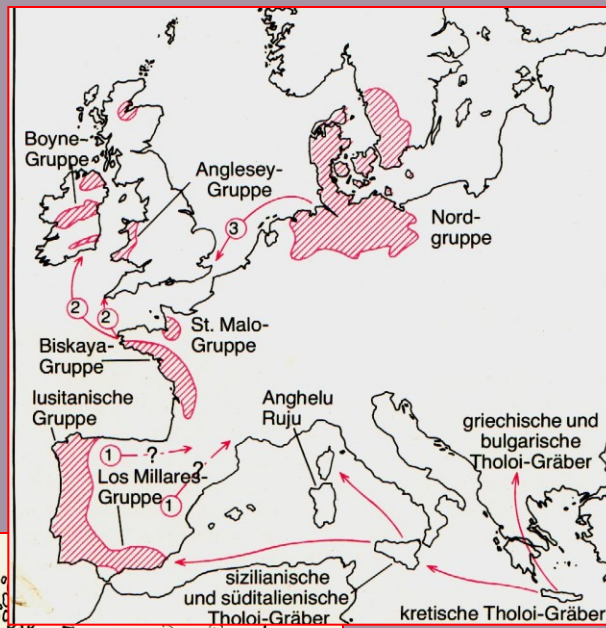 Boyne-
Gruppe
Anglesey-
Gruppe
3
Nord-
gruppe
2
2
St. Malo-
Gruppe
Biskaya-
Gruppe
lusitanische
Gruppe
Anghelu
Ruju
griechische und
bulgarische
Tholoi-Gräber
1
?
?
Los Millares-
Gruppe
1
sizilianische
und süditalienische
Tholoi-Gräber
kretische Tholoi-Gräber